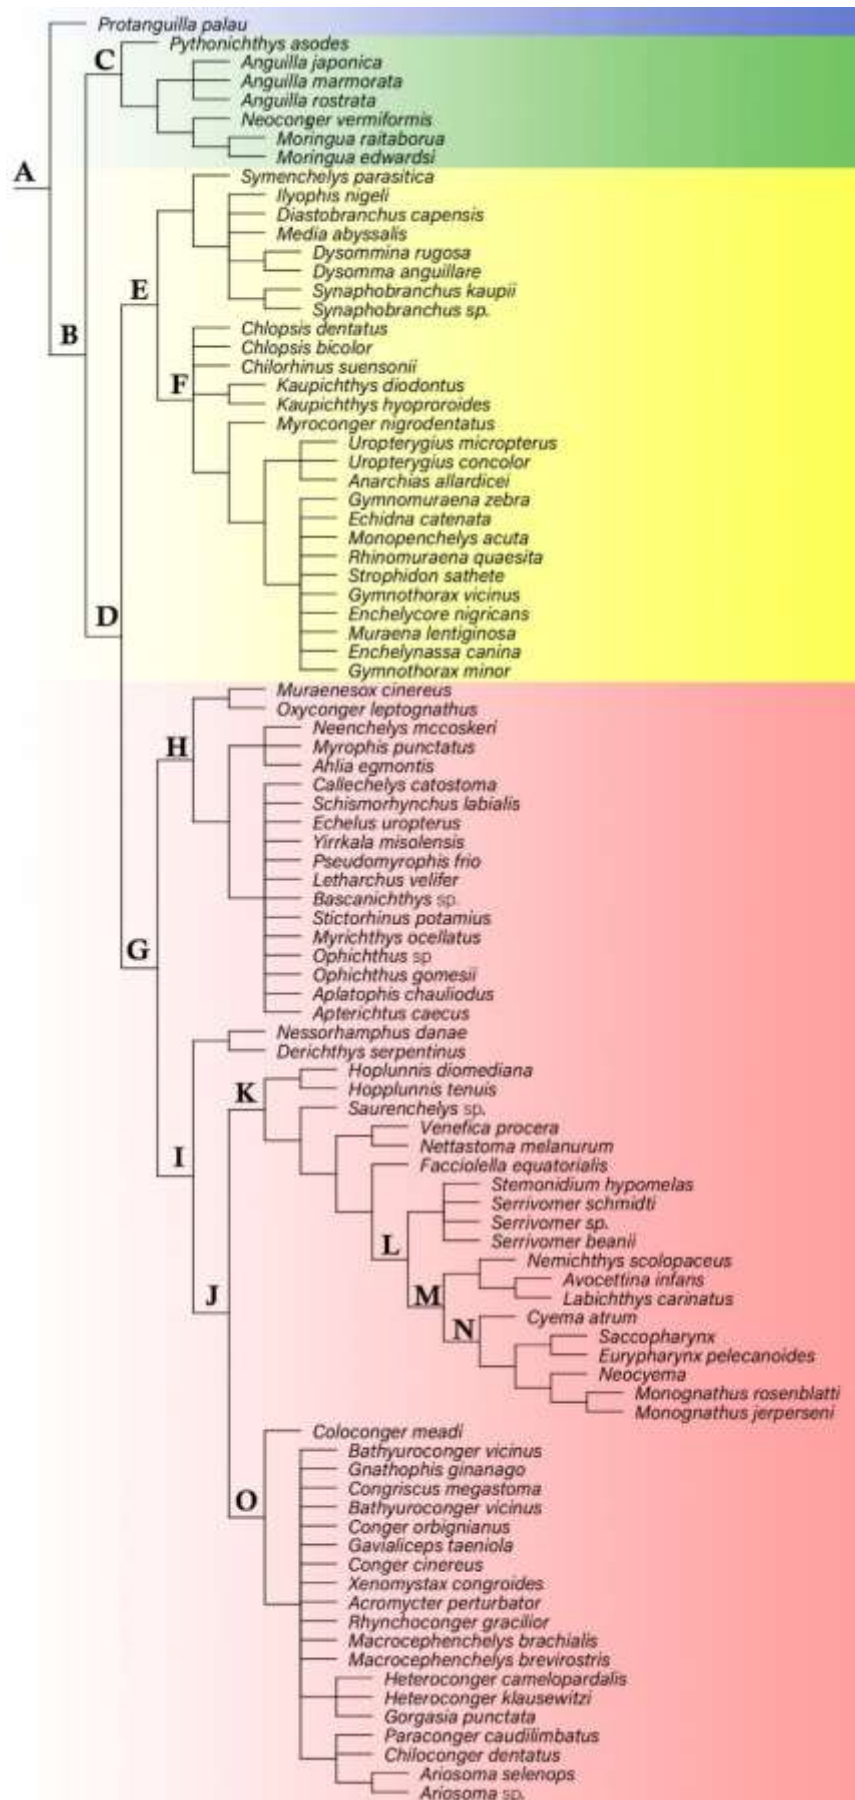 Protanguilla palau
Pythonichthys asodes
C
Anguilla japonica
Anguilla marmorata
Anguilla rostrata
Neoconger vermiformis
Moringua raitaborua
Moringua edwardsi
A
Symenchelys parasitica
Ilyophis nigeli
Diastobranchus capensis
Media abyssalis
Dysommina rugosa
Dysomma anguillare
E
Synaphobranchus kaupii
Synaphobranchus sp.
Chlopsis dentatus
B
Chlopsis bicolor
Chilorhinus suensonii
F
Kaupichthys diodontus
Kaupichthys hyoproroides
Myroconger nigrodentatus
Uropterygius micropterus
Uropterygius concolor
Anarchias allardicei
Gymnomuraena zebra
Echidna catenata
Monopenchelys acuta
Rhinomuraena quaesita
Strophidon sathete
Gymnothorax vicinus
Enchelycore nigricans
D
Muraena lentiginosa
Enchelynassa canina
Gymnothorax minor
Muraenesox cinereus
Oxyconger leptognathus
Neenchelys mccoskeri
H
Myrophis punctatus
Ahlia egmontis
Callechelys catostoma
Schismorhynchus labialis
Echelus uropterus
Yirrkala misolensis
Pseudomyrophis frio
Letharchus velifer
Bascanichthys sp.
Stictorhinus potamius
Myrichthys ocellatus
G
Ophichthus sp
Ophichthus gomesii
Aplatophis chauliodus
Apterichtus caecus
Nessorhamphus danae
Derichthys serpentinus
Hoplunnis diomediana
K
Hopplunnis tenuis
Saurenchelys sp.
Venefica procera
Nettastoma melanurum
I
Facciolella equatorialis
Stemonidium hypomelas
Serrivomer schmidti
Serrivomer sp.
Serrivomer beanii
L
Nemichthys scolopaceus
Avocettina infans
J
M
Labichthys carinatus
Cyema atrum
N
Saccopharynx
Eurypharynx pelecanoides
Neocyema
Monognathus rosenblatti
Monognathus jerperseni
Coloconger meadi
Bathyuroconger vicinus
Gnathophis ginanago
Congriscus megastoma
O
Bathyuroconger vicinus
Conger orbignianus
Gavialiceps taeniola
Conger cinereus
Xenomystax congroides
Acromycter perturbator
Rhynchoconger gracilior
Macrocephenchelys brachialis
Macrocephenchelys brevirostris
Heteroconger camelopardalis
Heteroconger klausewitzi
Gorgasia punctata
Paraconger caudilimbatus
Chiloconger dentatus
Ariosoma selenops
Ariosoma sp.